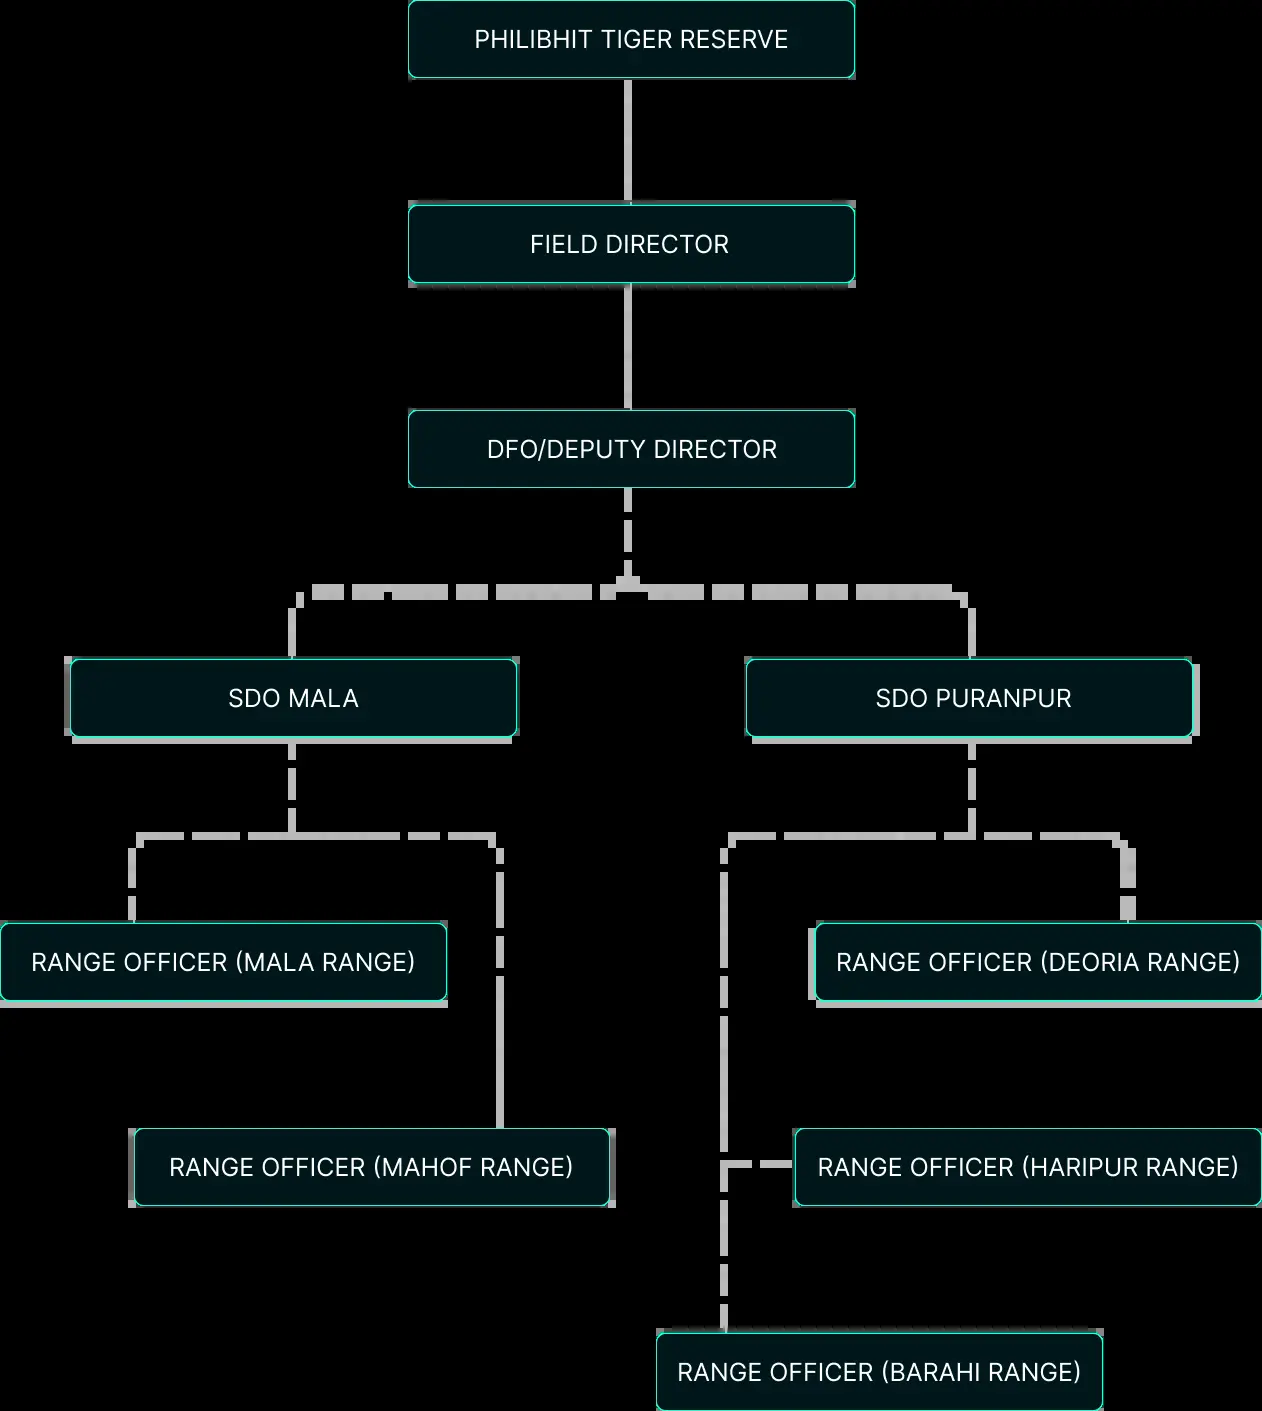 PHILIBHIT TIGER RESERVE
FIELD DIRECTOR
DFO/DEPUTY DIRECTOR
SDO MALA
SDO PURANPUR
RANGE OFFICER (MALA RANGE)
RANGE OFFICER (DEORIA RANGE)
RANGE OFFICER (MAHOF RANGE)
RANGE OFFICER (HARIPUR RANGE)
RANGE OFFICER (BARAHI RANGE)